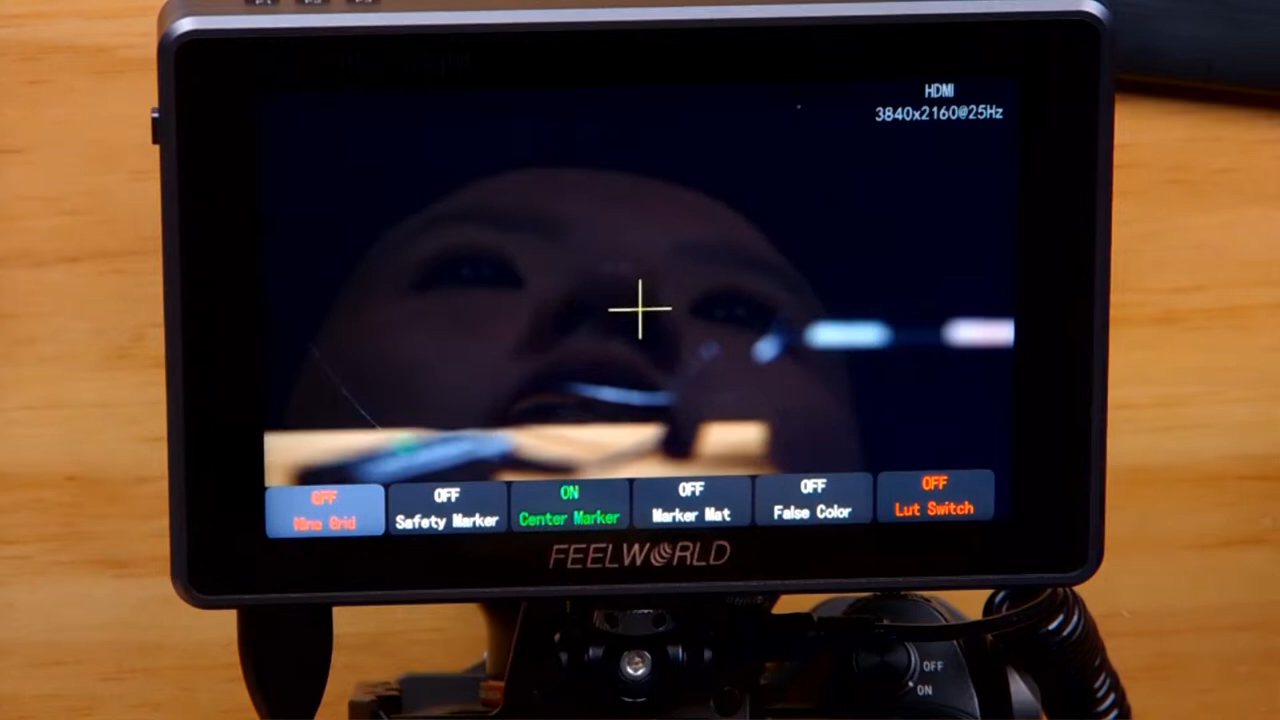 HDMI
3840x2160@25Hz
OFF OFF ON OFF OFF OFF
Nine Grid Safety Marker Center Marker Marker Mat False Color Lut Switch
FEELWORLD
OFF
ON